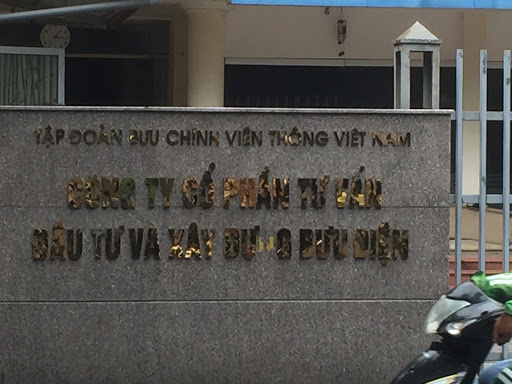 TẬP ĐOÀN BƯU CHÍNH VIỄN THÔNG VIỆT NAM
CÔNG TY CỔ PHẦN TƯ VẤN
ĐẦU TƯ VÀ XÂY DỰNG BƯU ĐIỆN